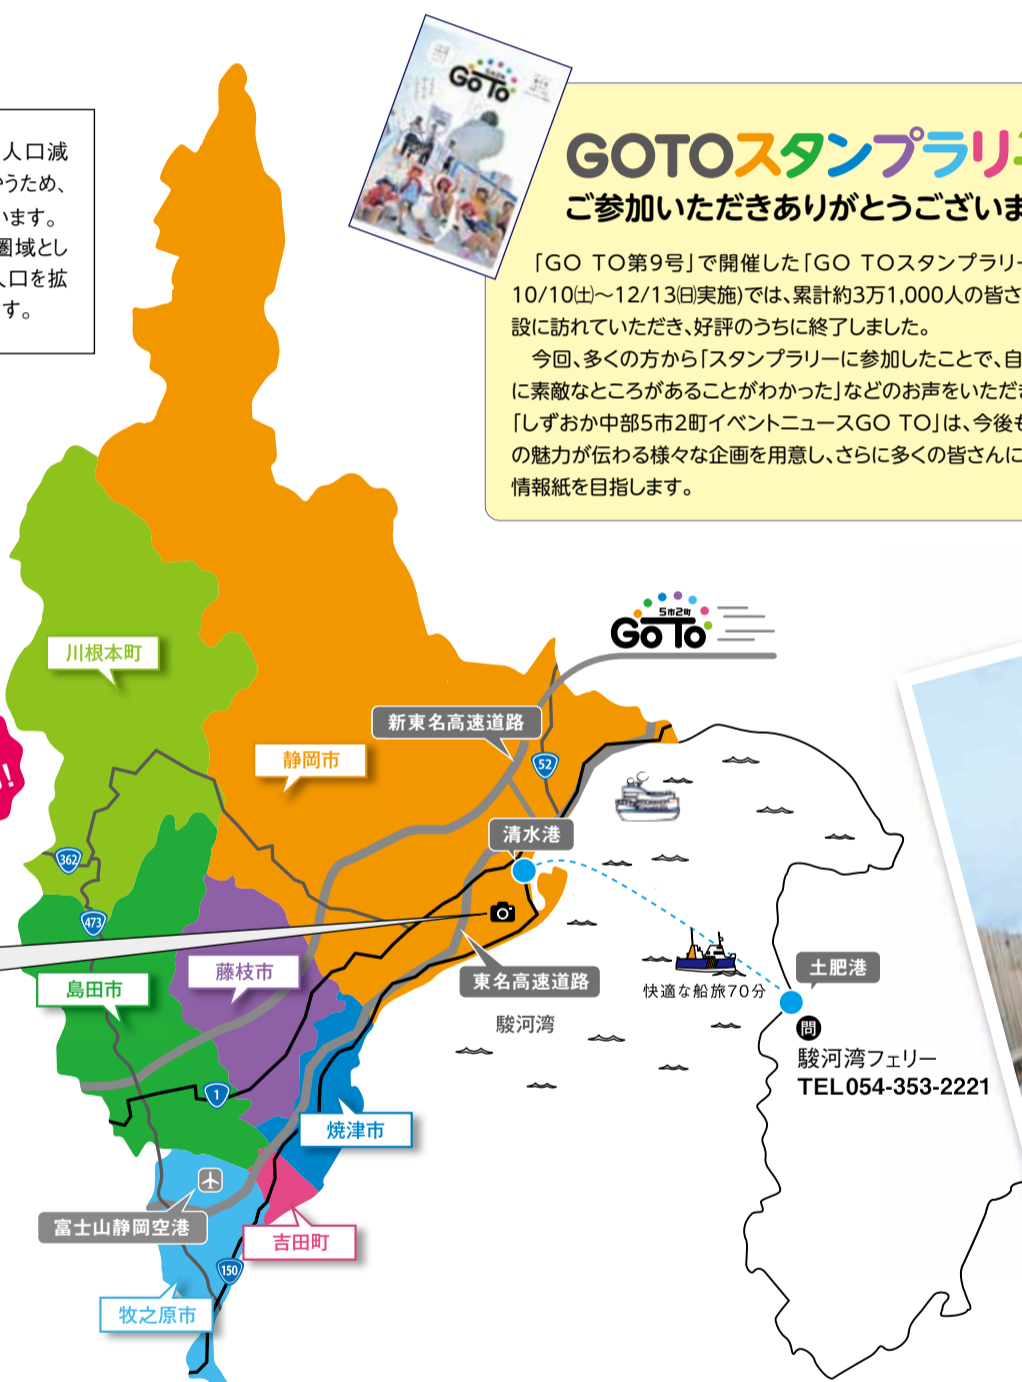 人口減
うため、
います。
圏域とし
人口を拡
す。
5市2町
GoTo
GOTOスタンプラリー
ご参加いただきありがとうございま
「GO TO第9号」で開催した「GO TOスタンプラリー
10/10㈯～12/13㈰実施)では、累計約3万1,000人の皆さ
設に訪れていただき、好評のうちに終了しました。
今回、多くの方から「スタンプラリーに参加したことで、自
に素敵なところがあることがわかった」などのお声をいただき
「しずおか中部5市2町イベントニュースGO TO」は、今後も
の魅力が伝わる様々な企画を用意し、さらに多くの皆さんに
情報紙を目指します。
5市2町
GoTo
川根本町
新東名高速道路
静岡市
52
!
清水港
362
473
藤枝市
島田市
東名高速道路
快適な船旅70分
土肥港
駿河湾
問
駿河湾フェリー
TEL054-353-2221
1
焼津市
富士山静岡空港
吉田町
150
牧之原市